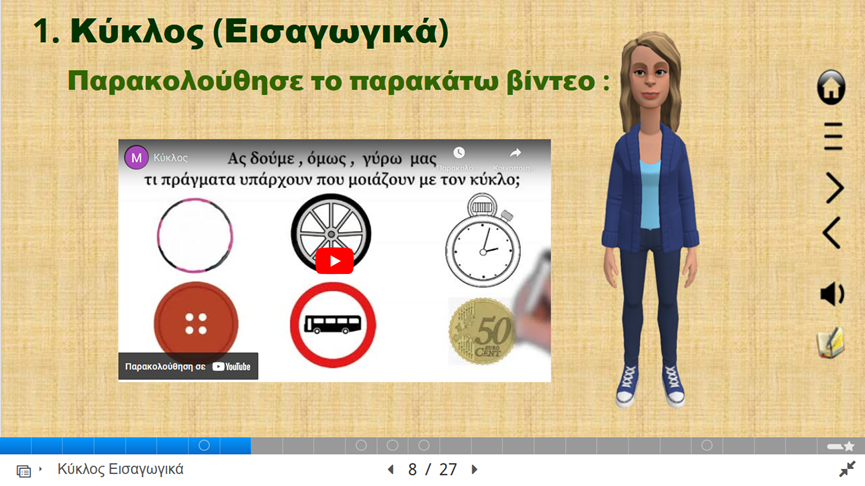 1. Κύκλος (Εισαγωγικά)
Παρακολούθησε το παρακάτω βίντεο :
M
Κύκλος
Ας δούμε , όμως , γύρω μας
τι πράγματα υπάρχουν που μοιάζουν με τον κύκλο;
50
EURO
CENT
Παρακολούθηση σε YouTube
Κύκλος Εισαγωγικά
8 / 27